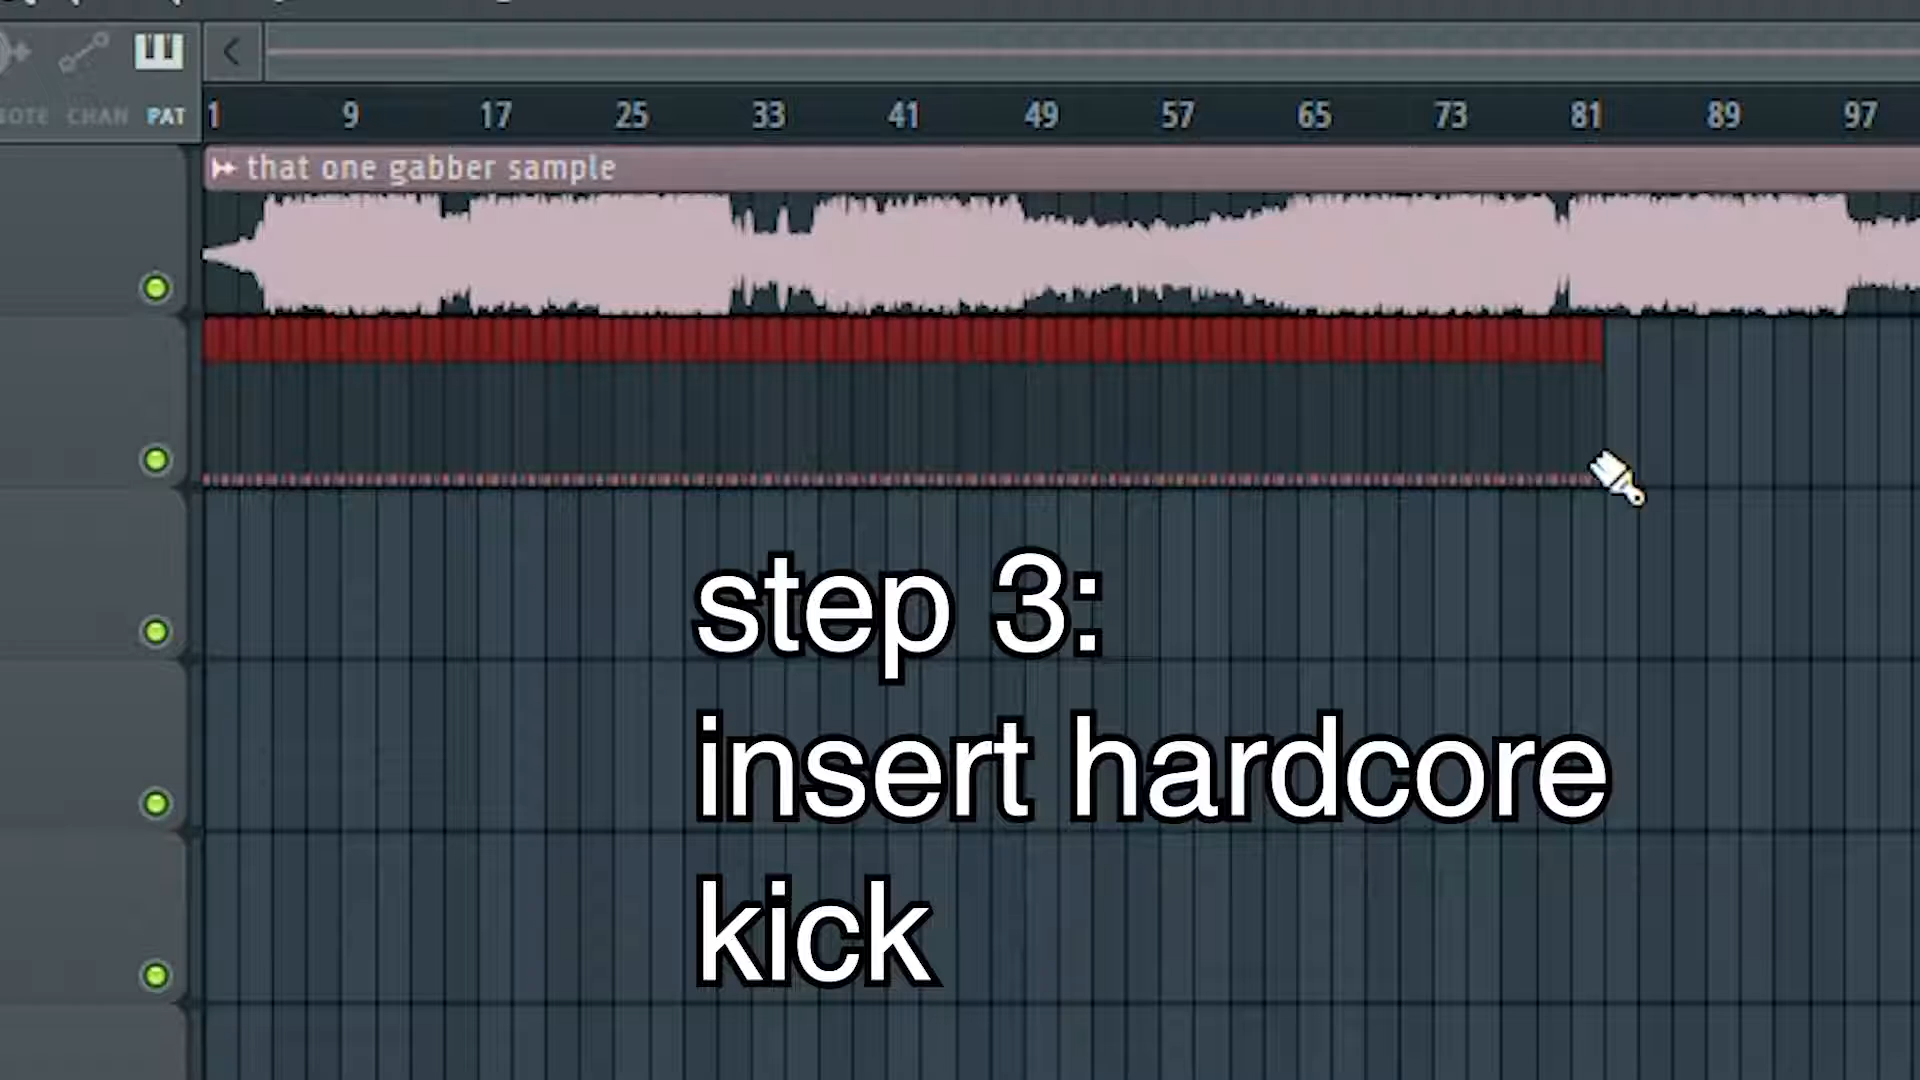 NOTE CHAN PAT
1 9 17 25 33 41 49 57 65 73 81 89 97
that one gabber sample
step 3:
insert hardcore
kick